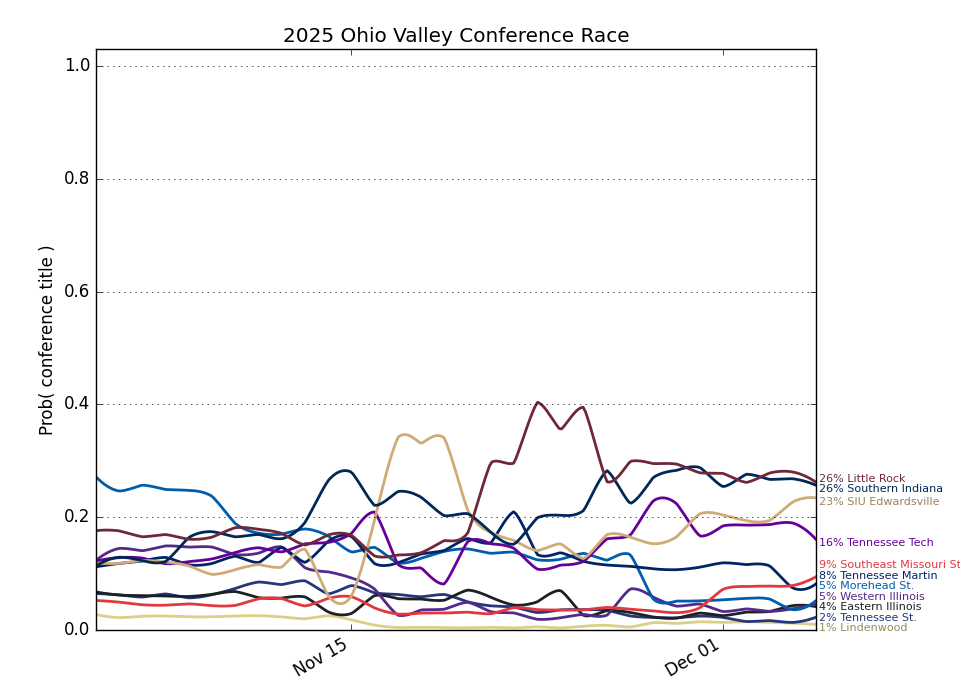 2025 Ohio Valley Conference Race
1.0
0.8
0.6
0.4
0.2
0.0
Prob( conference title )
Nov 15
Dec 01
26% Little Rock
26% Southern Indiana
23% SIU Edwardsville
16% Tennessee Tech
9% Southeast Missouri St
8% Tennessee Martin
5% Morehead St.
5% Western Illinois
4% Eastern Illinois
2% Tennessee St.
1% Lindenwood